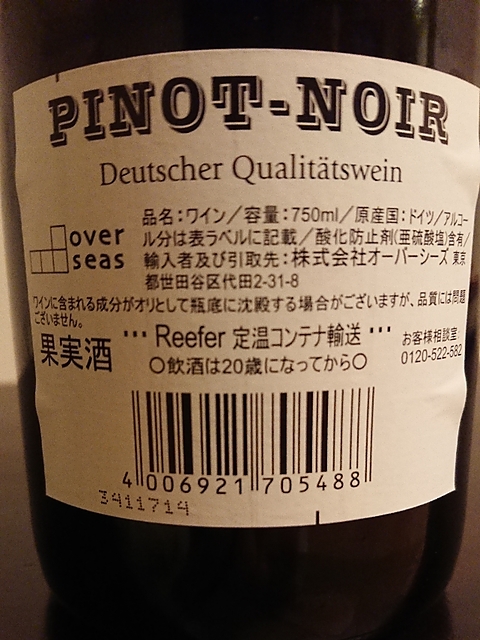 PINOT-NOIR
Deutscher Qualitätswein
over
seas
品名:ワイン／容量:750ml／原産国:ドイツ／アルコー
ル分は表ラベルに記載／酸化防止剤(亜硫酸塩)含有／
輸入者及び引取先:株式会社オーバーシーズ 東京
都世田谷区代田2-31-8
ワインに含まれる成分がオリとして瓶底に沈殿する場合がございますが、品質には問題
ございません。
果実酒
••• Reefer 定温コンテナ輸送 •••
○飲酒は20歳になってから○
お客様相談室
0120-522-582
4 006921 705488
3411714